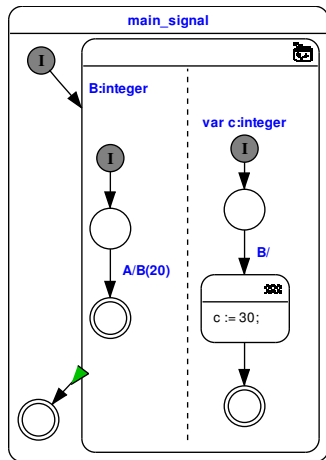 main_signal
I
B:integer
var c:integer
I
I
B/
A/B(20)
c := 30;